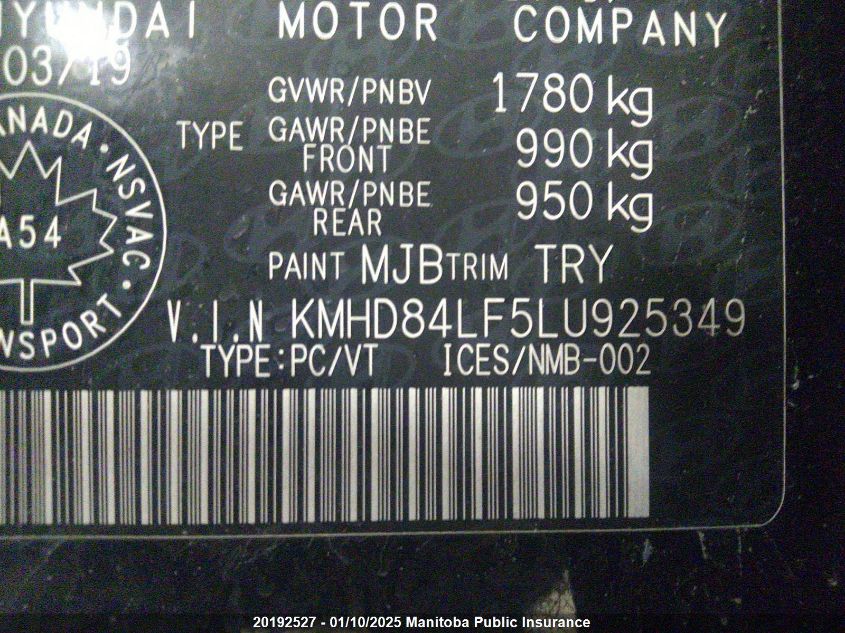 HYUNDAI MOTOR COMPANY
03/19
GVWR/PNBV 1780 kg
TYPE GAWR/PNBE FRONT 990 kg
GAWR/PNBE REAR 950 kg
CANADA · NSVAC ·
A54
PAINT MJB TRIM TRY
V.I.N KMHD84LF5LU925349
TYPE:PC/VT ICES/NMB-002
20192527 - 01/10/2025 Manitoba Public Insurance